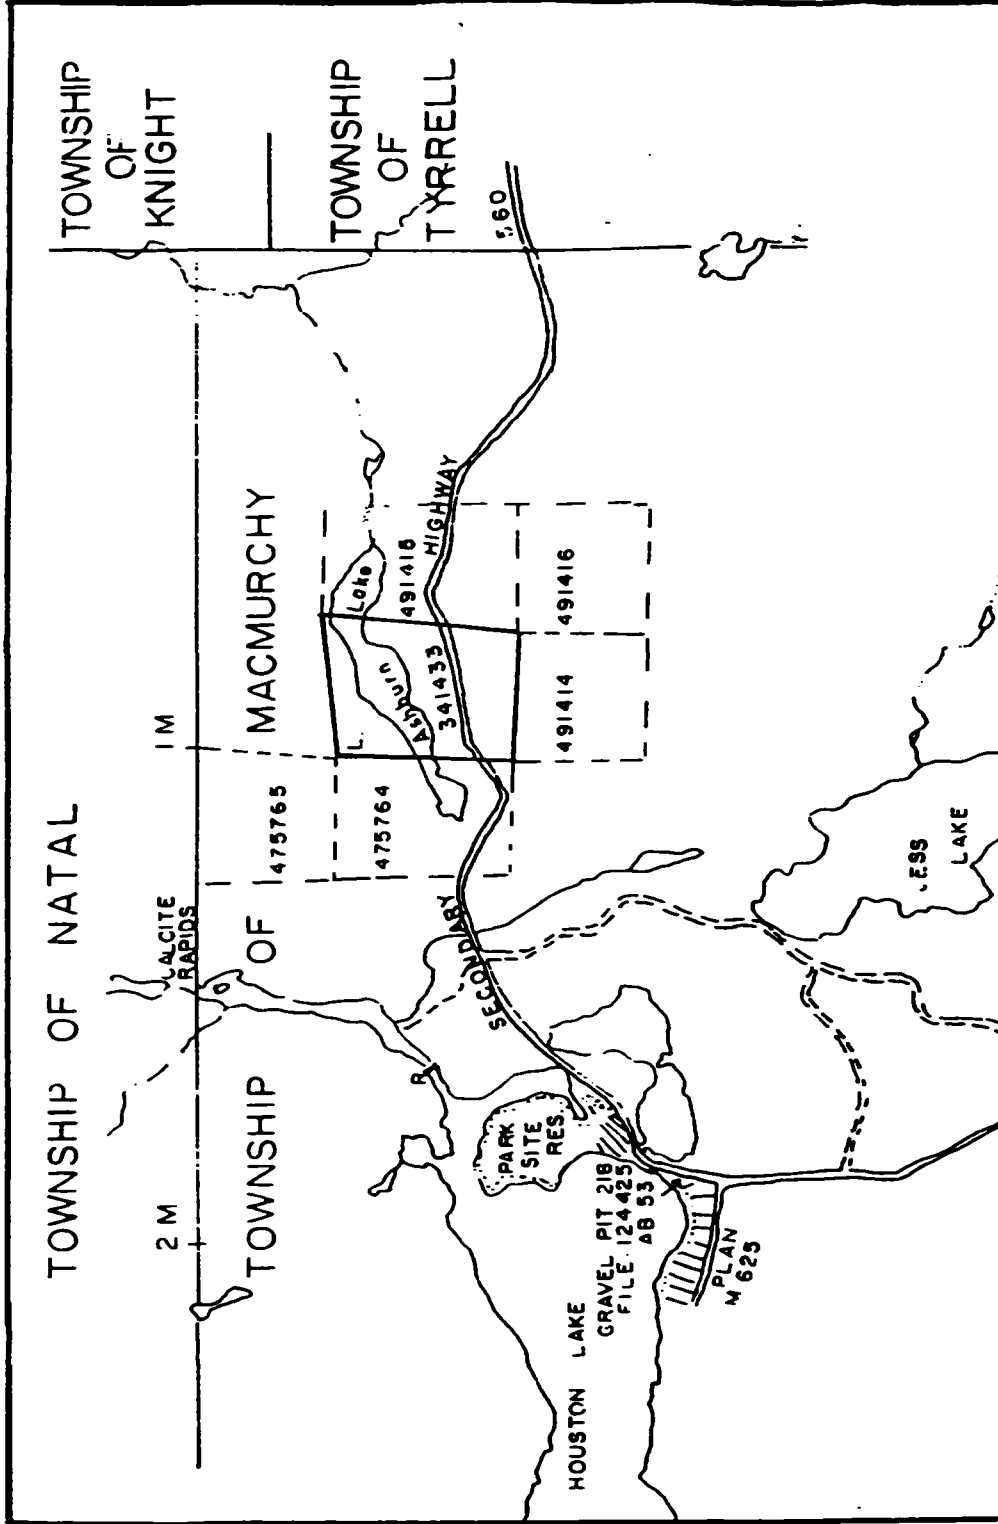 TOWNSHIP OF NATAL
TOWNSHIP
OF
KNIGHT
TOWNSHIP
OF
TYRRELL
2 M
1 M
CALCITE
RAPIDS
TOWNSHIP OF MACMURCHY
475765
475764
L.
Ashburn Lake
341433
491415
491414
491416
SECONDARY HIGHWAY 560
R
PARK
SITE
RES.
HOUSTON LAKE
GRAVEL PIT 218
FILE 124425
AB 53
PLAN
M 625
LAKE